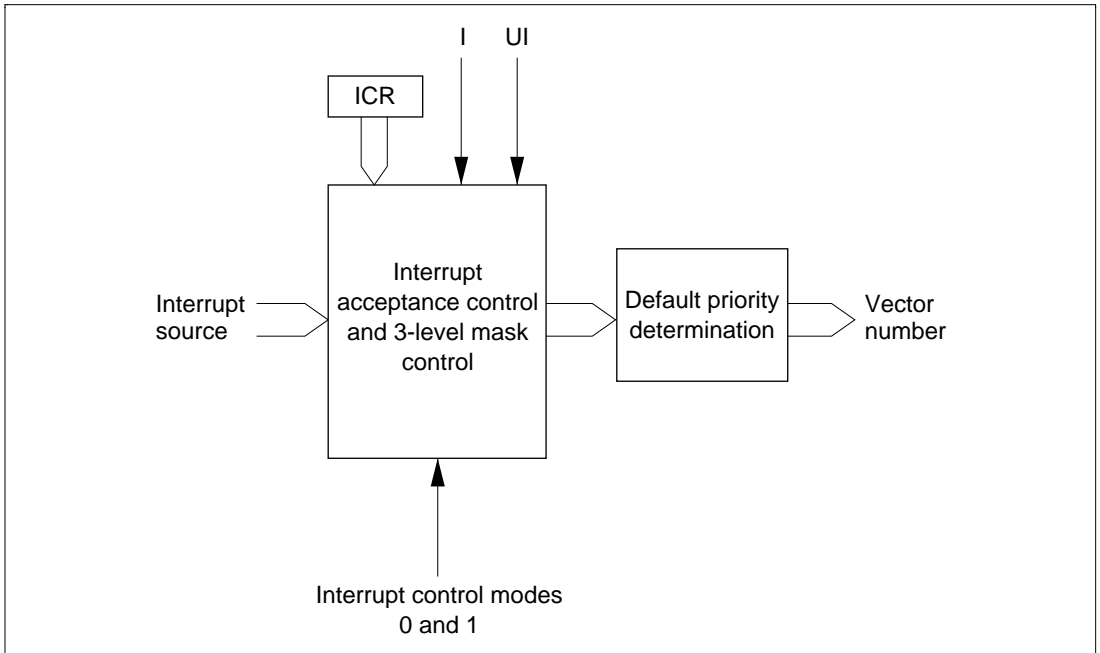 I UI
ICR
Interrupt
acceptance control
and 3-level mask
control
Interrupt
source
Default priority
determination
Vector
number
Interrupt control modes
0 and 1